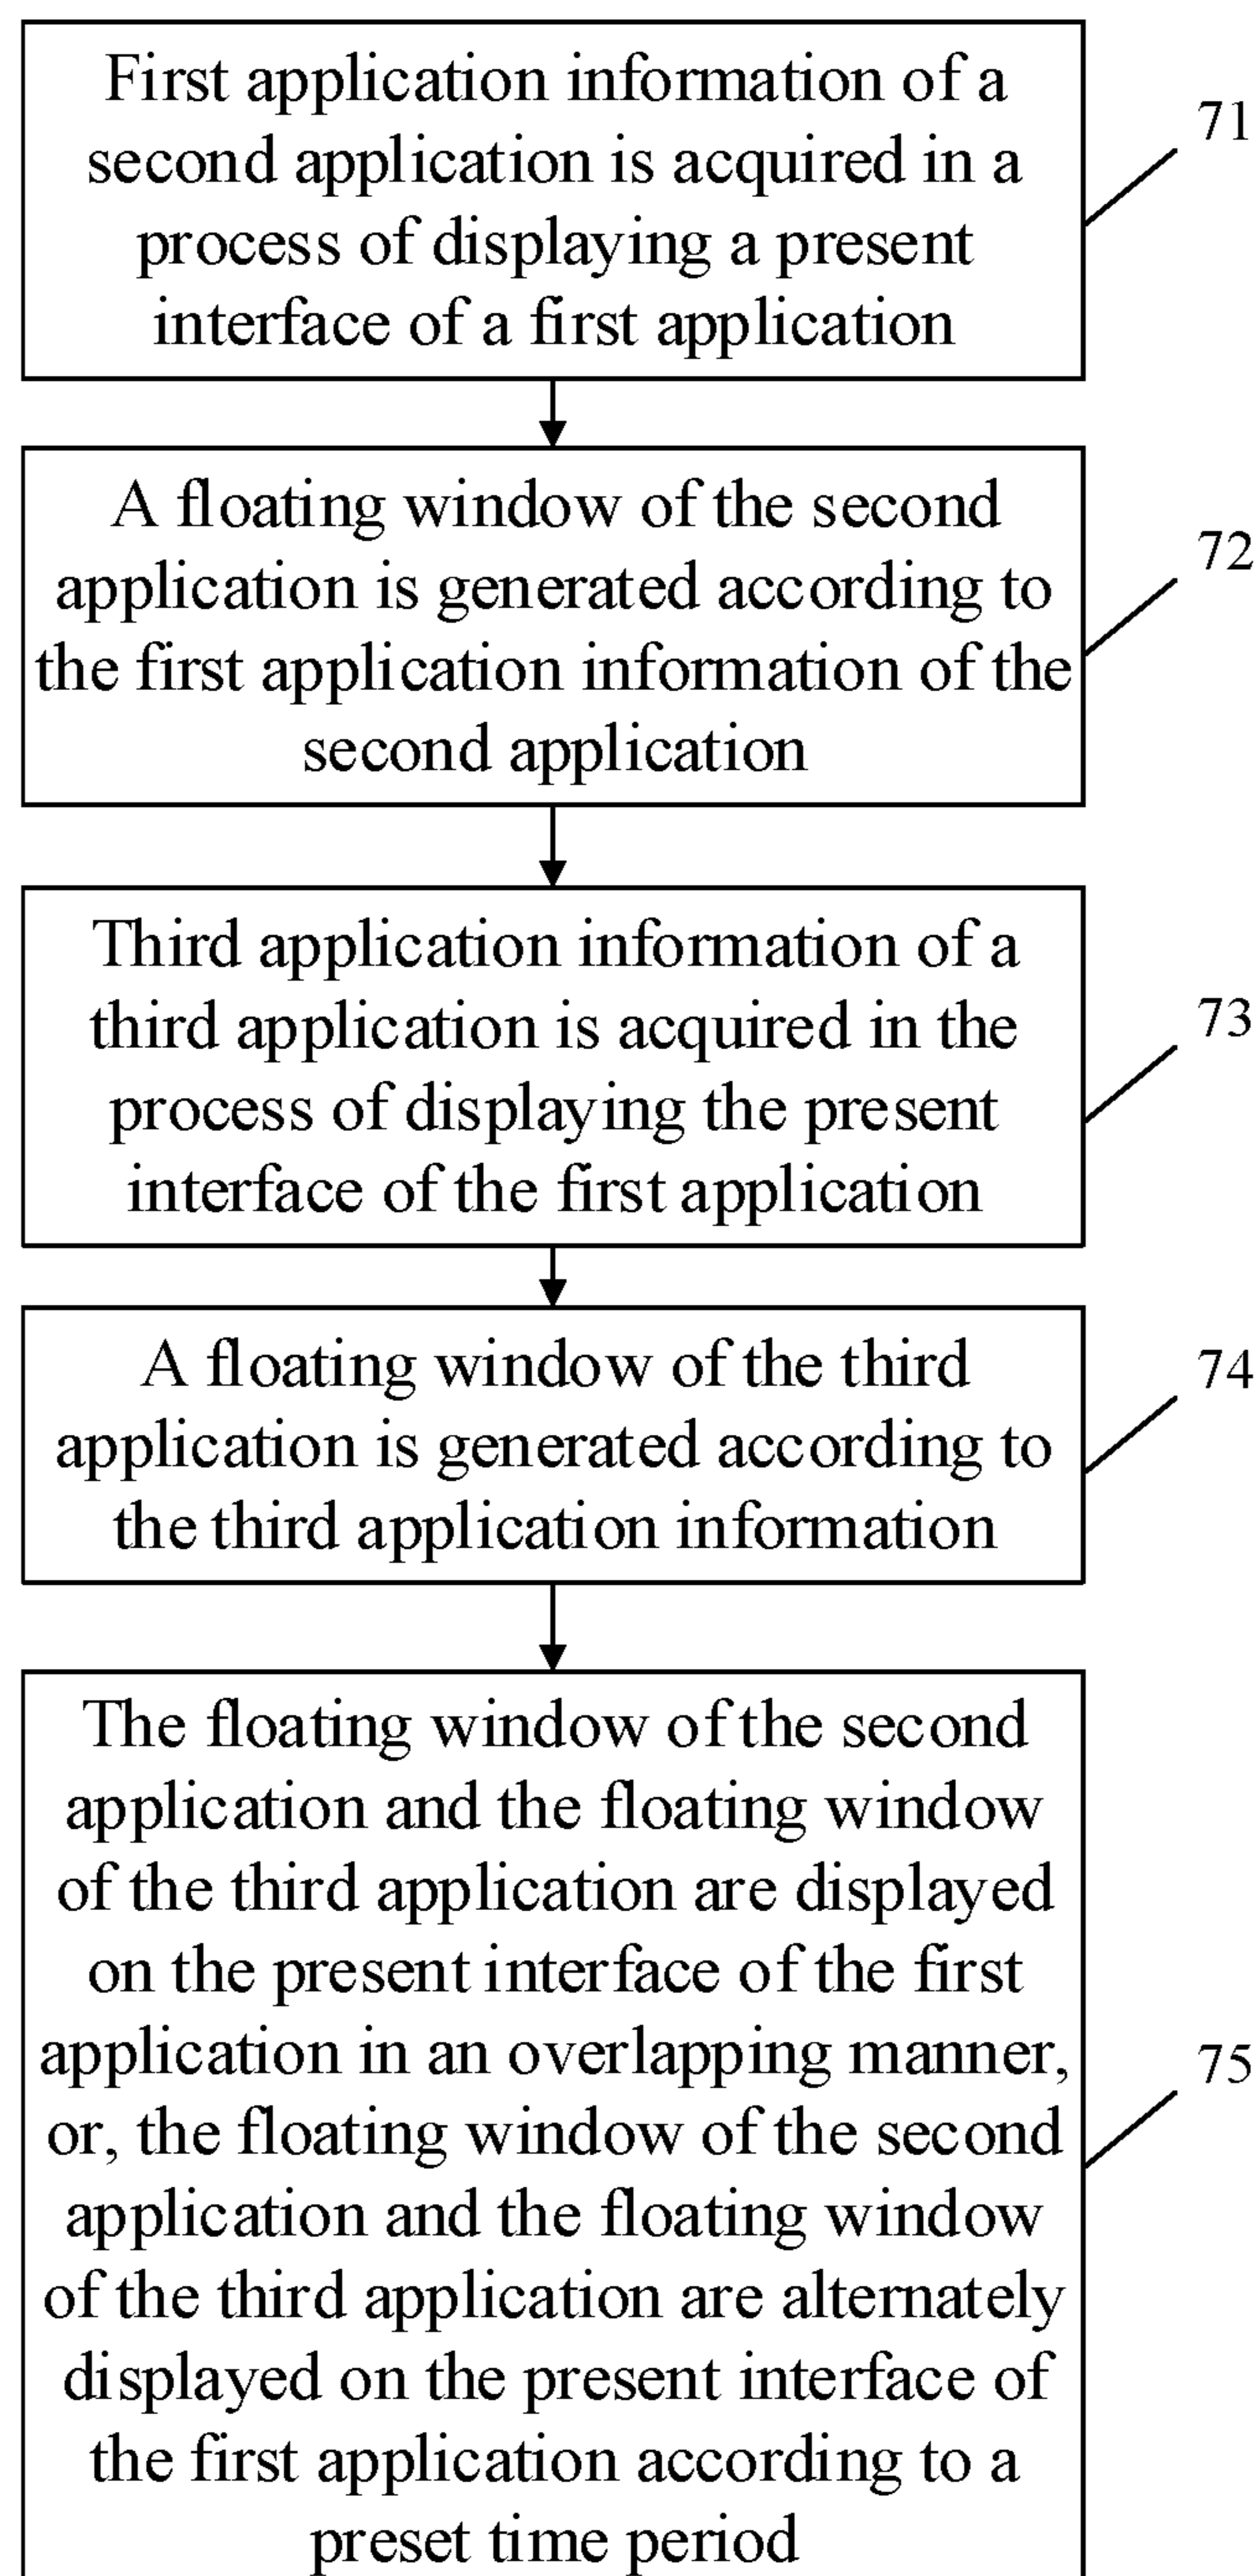 First application information of a
second application is acquired in a
process of displaying a present
interface of a first application
71
A floating window of the second
application is generated according to
the first application information of the
second application
72
Third application information of a
third application is acquired in the
process of displaying the present
interface of the first application
73
A floating window of the third
application is generated according to
the third application information
74
The floating window of the second
application and the floating window
of the third application are displayed
on the present interface of the first
application in an overlapping manner,
or, the floating window of the second
application and the floating window
of the third application are alternately
displayed on the present interface of
the first application according to a
preset time period
75